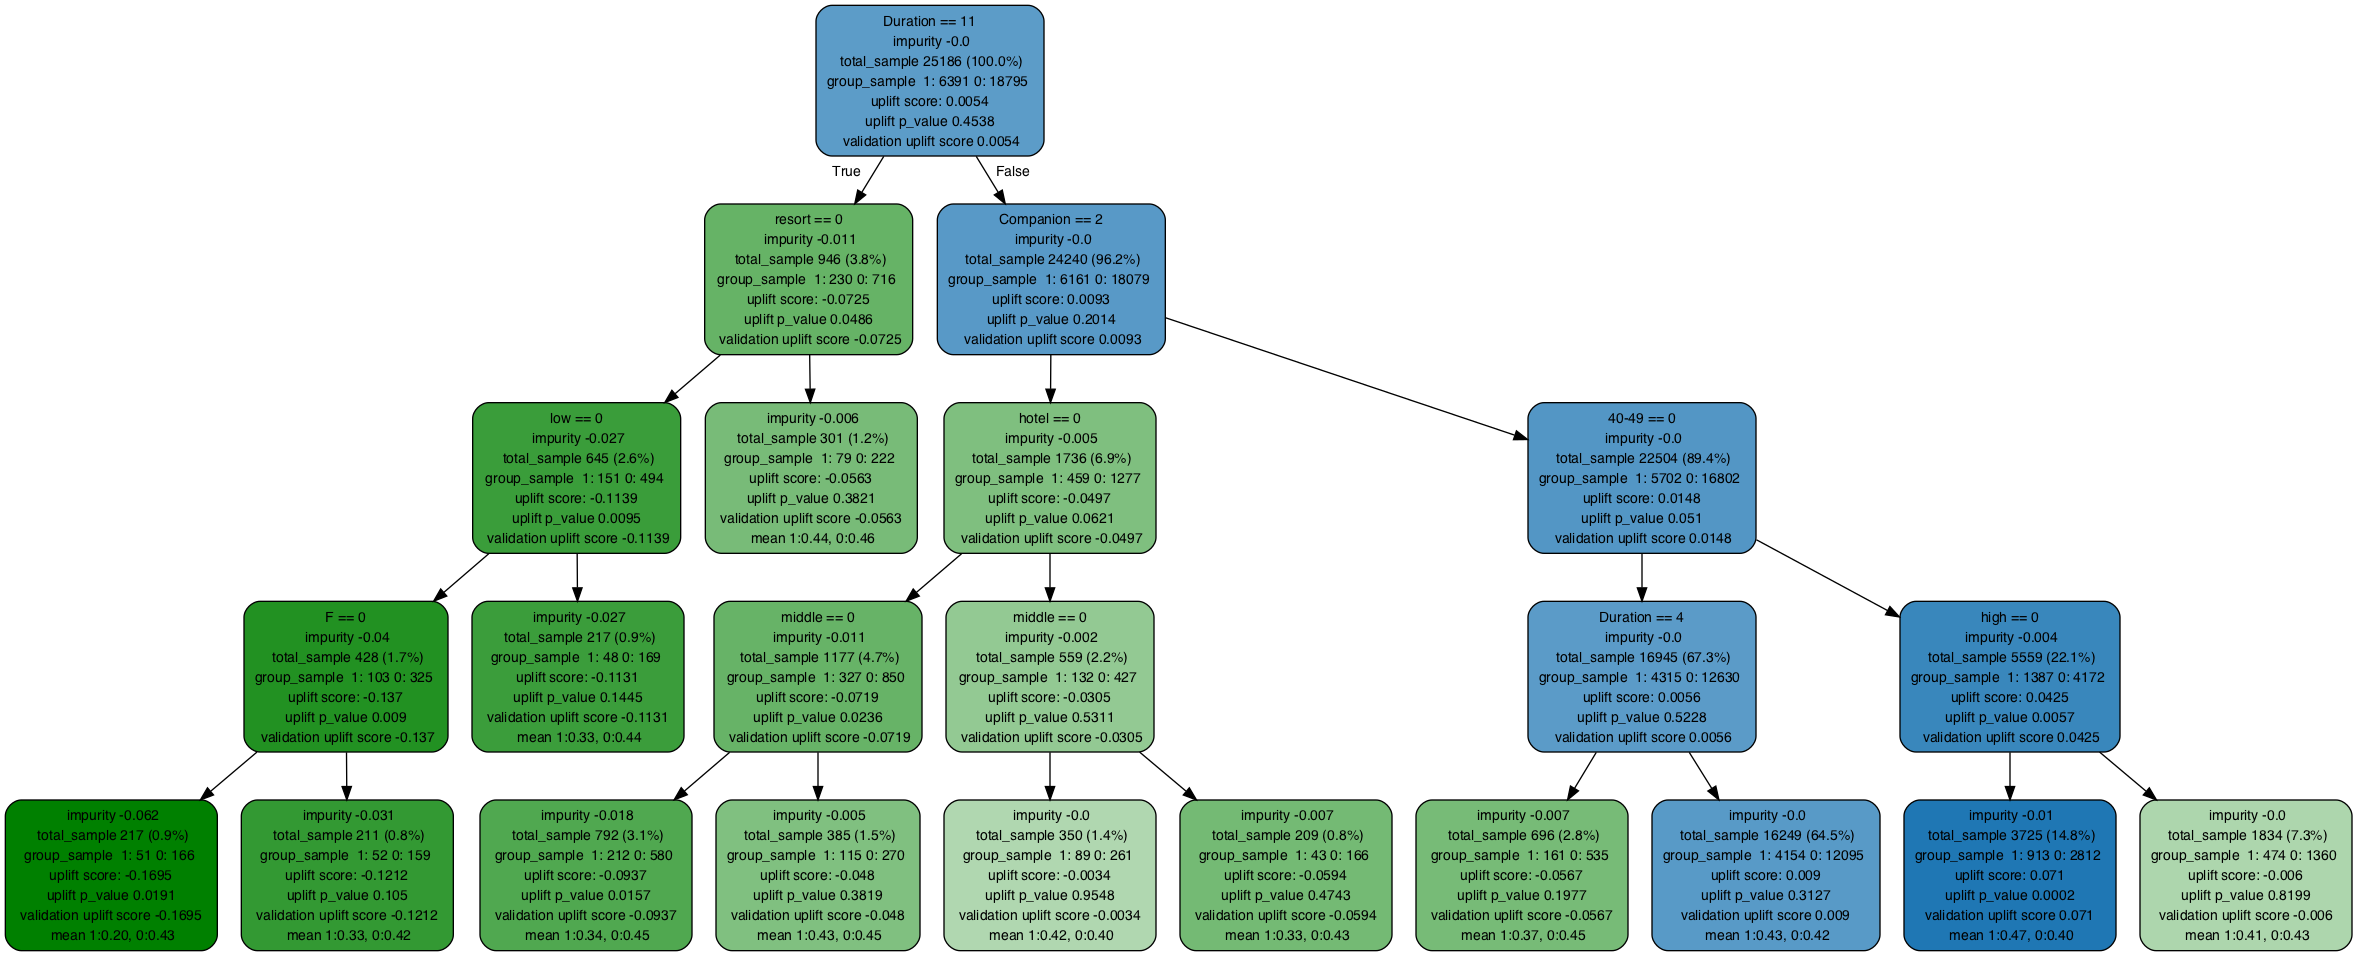 Duration == 11
impurity -0.0
total_sample 25186 (100.0%)
group_sample  1: 6391 0: 18795
uplift score: 0.0054
uplift p_value 0.4538
validation uplift score 0.0054
True
False
resort == 0
impurity -0.011
total_sample 946 (3.8%)
group_sample  1: 230 0: 716
uplift score: -0.0725
uplift p_value 0.0486
validation uplift score -0.0725
Companion == 2
impurity -0.0
total_sample 24240 (96.2%)
group_sample  1: 6161 0: 18079
uplift score: 0.0093
uplift p_value 0.2014
validation uplift score 0.0093
low == 0
impurity -0.027
total_sample 645 (2.6%)
group_sample  1: 151 0: 494
uplift score: -0.1139
uplift p_value 0.0095
validation uplift score -0.1139
impurity -0.006
total_sample 301 (1.2%)
group_sample  1: 79 0: 222
uplift score: -0.0563
uplift p_value 0.3821
validation uplift score -0.0563
mean 1:0.44, 0:0.46
hotel == 0
impurity -0.005
total_sample 1736 (6.9%)
group_sample  1: 459 0: 1277
uplift score: -0.0497
uplift p_value 0.0621
validation uplift score -0.0497
40-49 == 0
impurity -0.0
total_sample 22504 (89.4%)
group_sample  1: 5702 0: 16802
uplift score: 0.0148
uplift p_value 0.051
validation uplift score 0.0148
F == 0
impurity -0.04
total_sample 428 (1.7%)
group_sample  1: 103 0: 325
uplift score: -0.137
uplift p_value 0.009
validation uplift score -0.137
impurity -0.027
total_sample 217 (0.9%)
group_sample  1: 48 0: 169
uplift score: -0.1131
uplift p_value 0.1445
validation uplift score -0.1131
mean 1:0.33, 0:0.44
middle == 0
impurity -0.011
total_sample 1177 (4.7%)
group_sample  1: 327 0: 850
uplift score: -0.0719
uplift p_value 0.0236
validation uplift score -0.0719
middle == 0
impurity -0.002
total_sample 559 (2.2%)
group_sample  1: 132 0: 427
uplift score: -0.0305
uplift p_value 0.5311
validation uplift score -0.0305
Duration == 4
impurity -0.0
total_sample 16945 (67.3%)
group_sample  1: 4315 0: 12630
uplift score: 0.0056
uplift p_value 0.5228
validation uplift score 0.0056
high == 0
impurity -0.004
total_sample 5559 (22.1%)
group_sample  1: 1387 0: 4172
uplift score: 0.0425
uplift p_value 0.0057
validation uplift score 0.0425
impurity -0.062
total_sample 217 (0.9%)
group_sample  1: 51 0: 166
uplift score: -0.1695
uplift p_value 0.0191
validation uplift score -0.1695
mean 1:0.20, 0:0.43
impurity -0.031
total_sample 211 (0.8%)
group_sample  1: 52 0: 159
uplift score: -0.1212
uplift p_value 0.105
validation uplift score -0.1212
mean 1:0.33, 0:0.42
impurity -0.018
total_sample 792 (3.1%)
group_sample  1: 212 0: 580
uplift score: -0.0937
uplift p_value 0.0157
validation uplift score -0.0937
mean 1:0.34, 0:0.45
impurity -0.005
total_sample 385 (1.5%)
group_sample  1: 115 0: 270
uplift score: -0.048
uplift p_value 0.3819
validation uplift score -0.048
mean 1:0.43, 0:0.45
impurity -0.0
total_sample 350 (1.4%)
group_sample  1: 89 0: 261
uplift score: -0.0034
uplift p_value 0.9548
validation uplift score -0.0034
mean 1:0.42, 0:0.40
impurity -0.007
total_sample 209 (0.8%)
group_sample  1: 43 0: 166
uplift score: -0.0594
uplift p_value 0.4743
validation uplift score -0.0594
mean 1:0.33, 0:0.43
impurity -0.007
total_sample 696 (2.8%)
group_sample  1: 161 0: 535
uplift score: -0.0567
uplift p_value 0.1977
validation uplift score -0.0567
mean 1:0.37, 0:0.45
impurity -0.0
total_sample 16249 (64.5%)
group_sample  1: 4154 0: 12095
uplift score: 0.009
uplift p_value 0.3127
validation uplift score 0.009
mean 1:0.43, 0:0.42
impurity -0.01
total_sample 3725 (14.8%)
group_sample  1: 913 0: 2812
uplift score: 0.071
uplift p_value 0.0002
validation uplift score 0.071
mean 1:0.47, 0:0.40
impurity -0.0
total_sample 1834 (7.3%)
group_sample  1: 474 0: 1360
uplift score: -0.006
uplift p_value 0.8199
validation uplift score -0.006
mean 1:0.41, 0:0.43